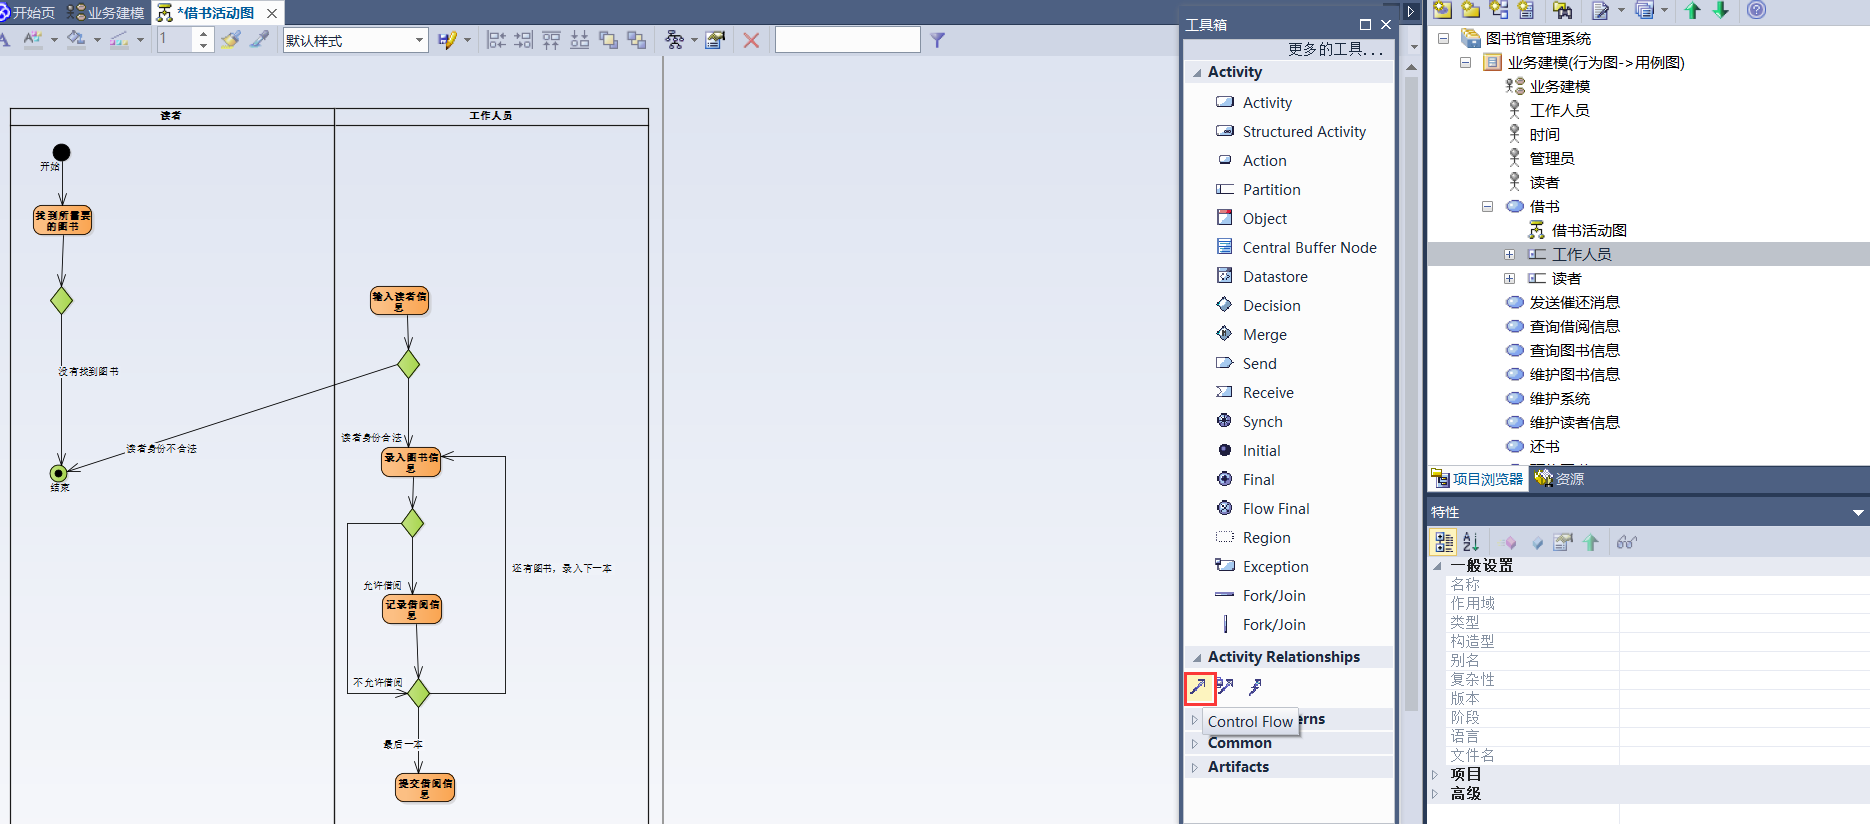 开始页
业务建模
*借书活动图
1
默认样式
读者
工作人员
开始
找到所需要
的图书
没有找到图书
读者身份不合法
结束
输入读者信
息
读者身份合法
录入图书信
息
允许借阅
还有图书，录入下一本
记录借阅信
息
不允许借阅
最后一本
提交借阅信
息
工具箱
更多的工具...
Activity
Activity
Structured Activity
Action
Partition
Object
Central Buffer Node
Datastore
Decision
Merge
Send
Receive
Synch
Initial
Final
Flow Final
Region
Exception
Fork/Join
Fork/Join
Activity Relationships
Control Flow
erns
Common
Artifacts
图书馆管理系统
业务建模(行为图->用例图)
业务建模
工作人员
时间
管理员
读者
借书
借书活动图
工作人员
读者
发送催还消息
查询借阅信息
查询图书信息
维护图书信息
维护系统
维护读者信息
还书
项目浏览器
资源
特性
一般设置
名称
作用域
类型
构造型
别名
复杂性
版本
阶段
语言
文件名
项目
高级